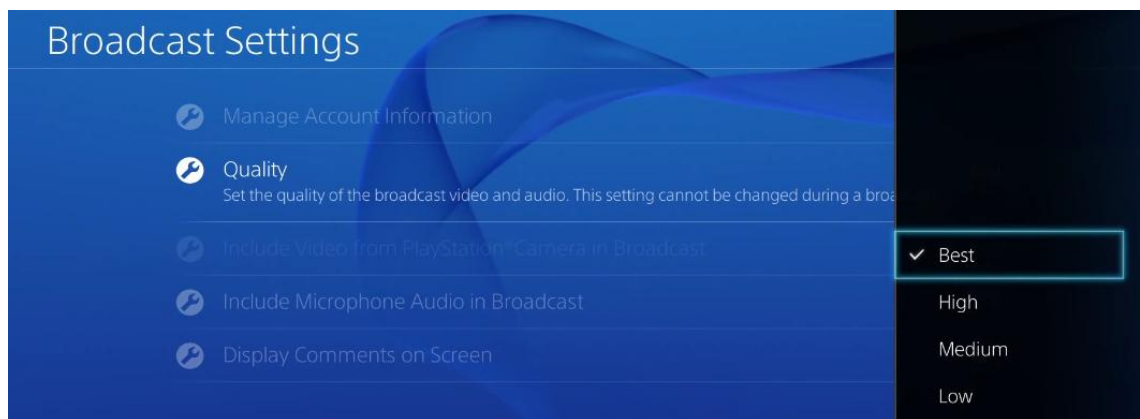 Broadcast Settings
Manage Account Information
Quality
Set the quality of the broadcast video and audio. This setting cannot be changed during a
Include Video from PlayStation®Camera in Broadcast
Include Microphone Audio in Broadcast
Display Comments on Screen
Best
High
Medium
Low